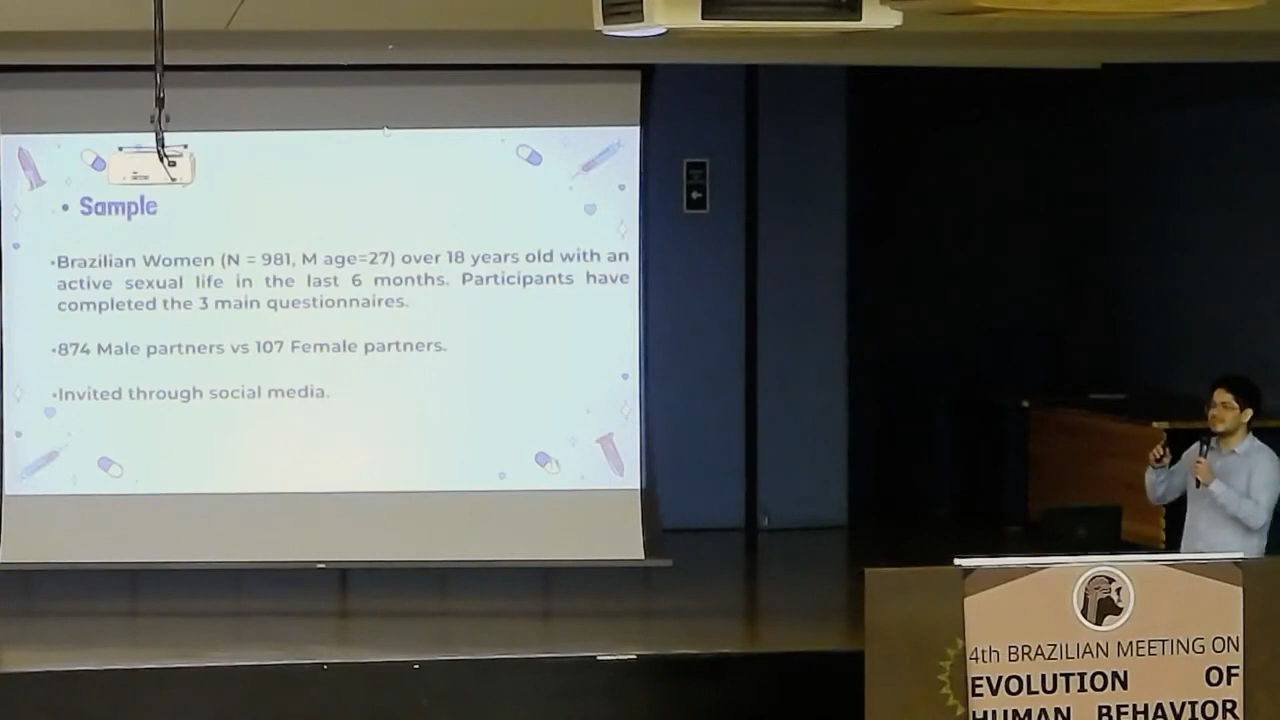 • Sample
•Brazilian Women (N = 981, M age=27) over 18 years old with an
active sexual life in the last 6 months. Participants have
completed the 3 main questionnaires.
•874 Male partners vs 107 Female partners.
•Invited through social media.
4th BRAZILIAN MEETING ON
EVOLUTION OF
HUMAN BEHAVIOR